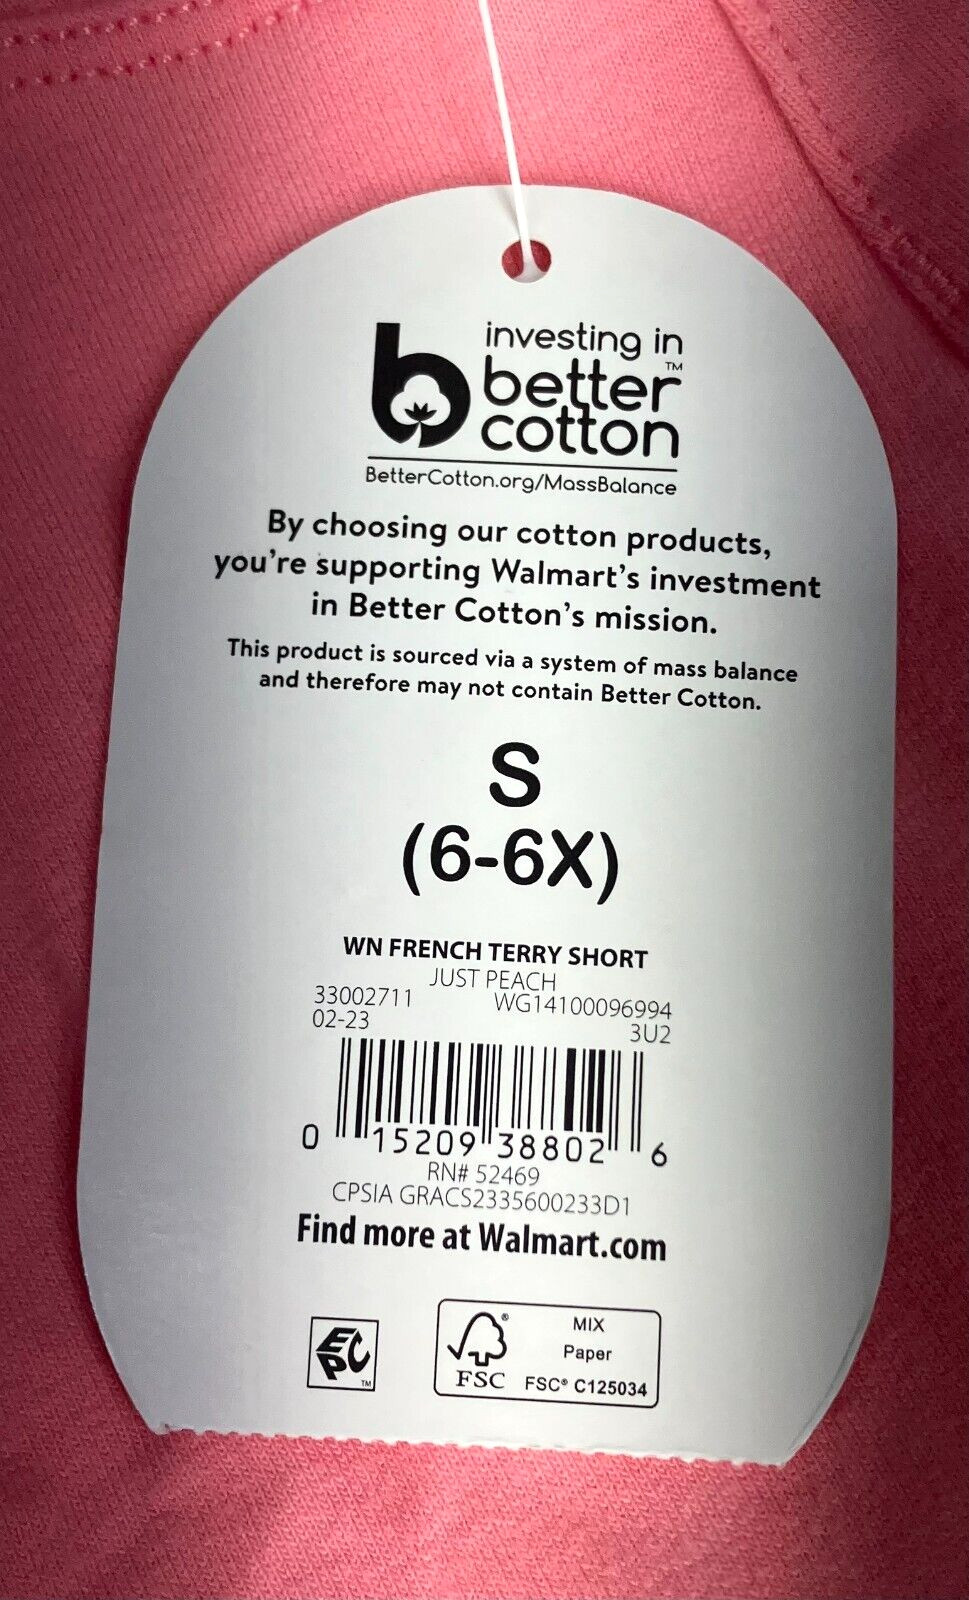 investing in
better™
cotton
BetterCotton.org/MassBalance
By choosing our cotton products,
you're supporting Walmart's investment
in Better Cotton's mission.
This product is sourced via a system of mass balance
and therefore may not contain Better Cotton.
S
(6-6X)
WN FRENCH TERRY SHORT
JUST PEACH
33002711 WG14100096994
02-23 3U2
0 15209 38802 6
RN# 52469
CPSIA GRACS2335600233D1
Find more at Walmart.com
EPC™
FSC®
MIX
Paper
FSC® C125034